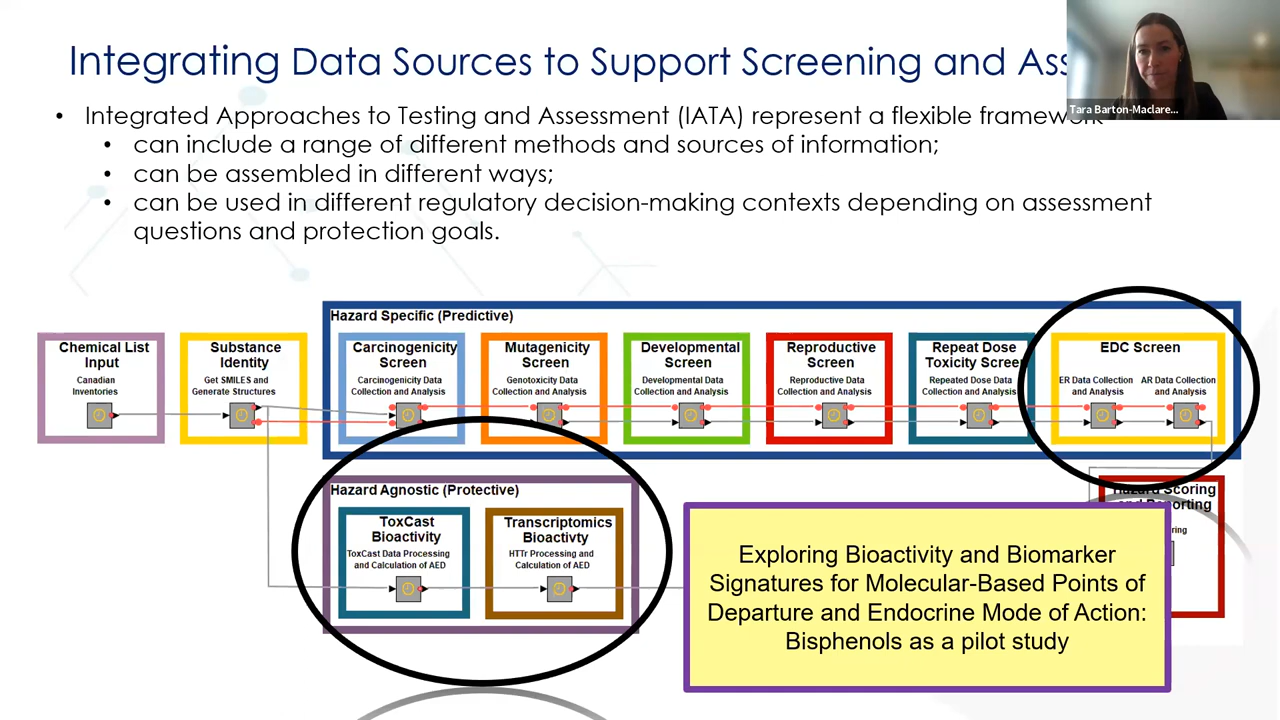 Integrating Data Sources to Support Screening and Ass
Tara Barton-Maclare...
• Integrated Approaches to Testing and Assessment (IATA) represent a flexible framework
• can include a range of different methods and sources of information;
• can be assembled in different ways;
• can be used in different regulatory decision-making contexts depending on assessment
questions and protection goals.
Hazard Specific (Predictive)
Chemical List
Input
Canadian
Inventories
Substance
Identity
Get SMILES and
Generate Structures
Carcinogenicity
Screen
Carcinogenicity Data
Collection and Analysis
Mutagenicity
Screen
Genotoxicity Data
Collection and Analysis
Developmental
Screen
Developmental Data
Collection and Analysis
Reproductive
Screen
Reproductive Data
Collection and Analysis
Repeat Dose
Toxicity Screen
Repeated Dose Data
Collection and Analysis
EDC Screen
ER Data Collection
and Analysis
AR Data Collection
and Analysis
Hazard Agnostic (Protective)
ToxCast
Bioactivity
ToxCast Data Processing
and Calculation of AED
Transcriptomics
Bioactivty
HTTr Processing and
Calculation of AED
Hazard Scoring
and Reporting
Exploring Bioactivity and Biomarker
Signatures for Molecular-Based Points of
Departure and Endocrine Mode of Action:
Bisphenols as a pilot study